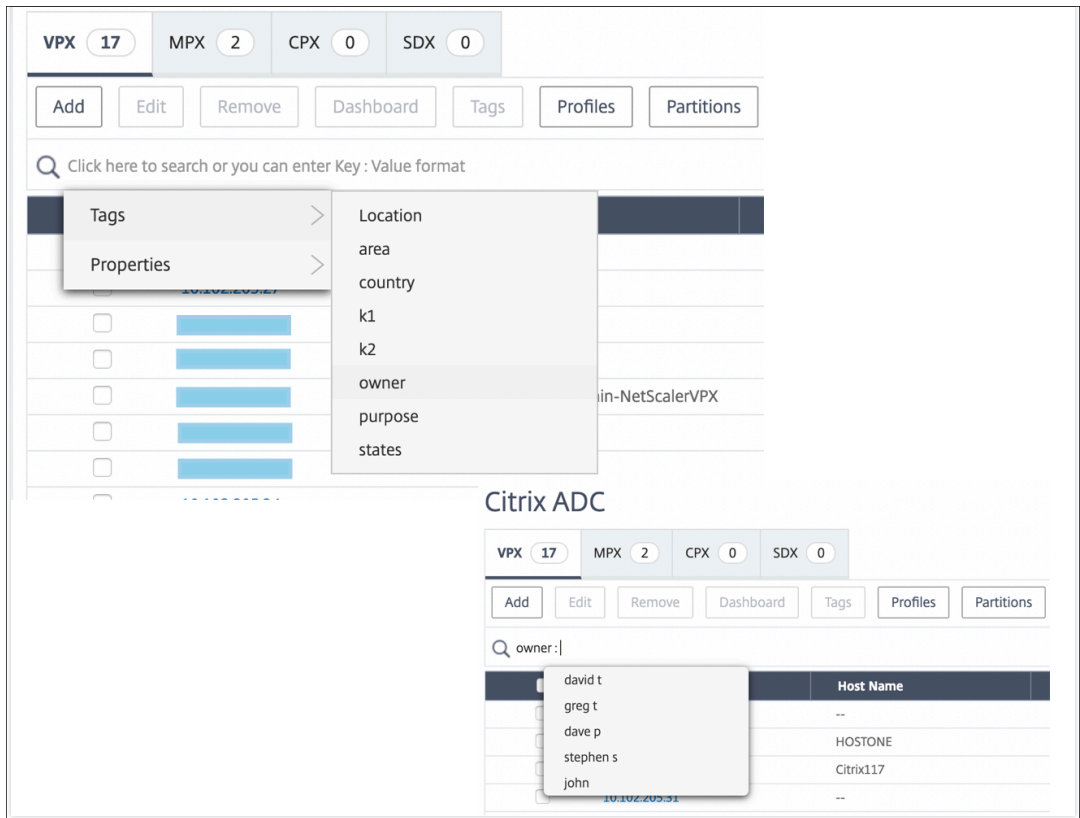 VPX 17 MPX 2 CPX 0 SDX 0
Add Edit Remove Dashboard Tags Profiles Partitions
Click here to search or you can enter Key : Value format
Tags
Properties
Location
area
country
k1
k2
owner
purpose
states
10.102.205.27
in-NetScalerVPX
Citrix ADC
VPX 17 MPX 2 CPX 0 SDX 0
Add Edit Remove Dashboard Tags Profiles Partitions
owner :
david t
greg t
dave p
stephen s
john
Host Name
--
HOSTONE
Citrix117
10.102.205.31 --